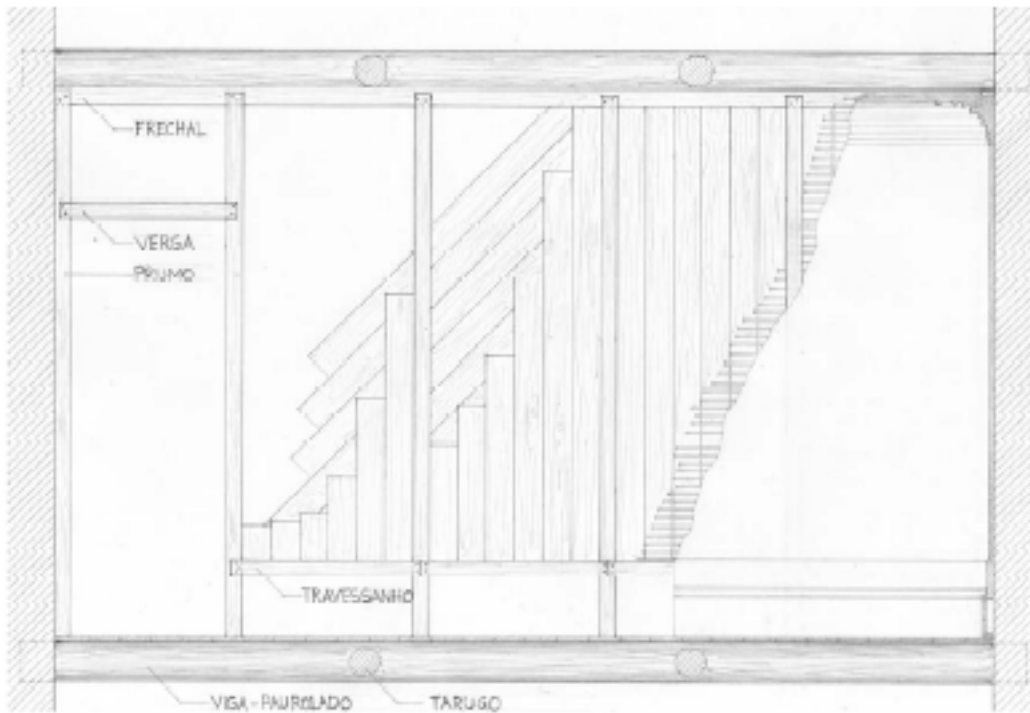 FRECHAL
VERGA
PRUMO
TRAVESSANHO
VIGA-PAUROLADO
TARUGO